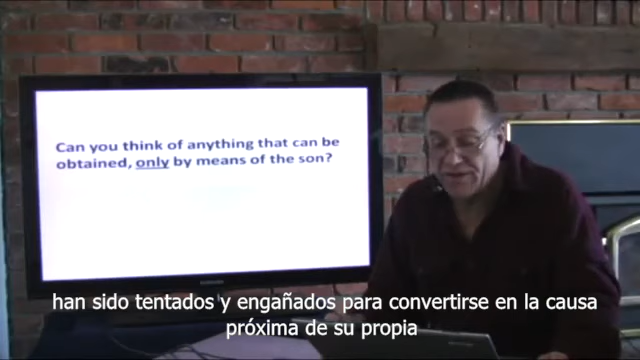 Can you think of anything that can be
obtained, only by means of the son?
han sido tentados y engañados para convertirse en la causa
próxima de su propia